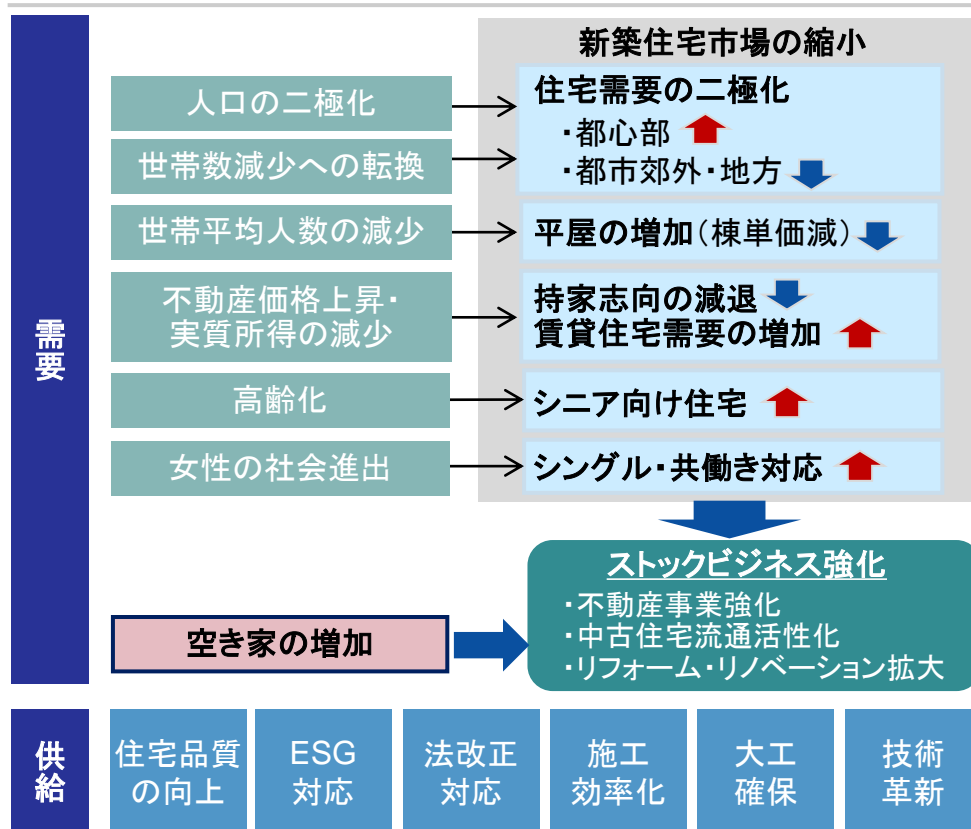 需要
新築住宅市場の縮小
人口の二極化
世帯数減少への転換
住宅需要の二極化
・都心部
・都市郊外・地方
世帯平均人数の減少
平屋の増加(棟単価減)
不動産価格上昇・
実質所得の減少
持家志向の減退
賃貸住宅需要の増加
高齢化
シニア向け住宅
女性の社会進出
シングル・共働き対応
空き家の増加
ストックビジネス強化
・不動産事業強化
・中古住宅流通活性化
・リフォーム・リノベーション拡大
供給
住宅品質
の向上
ESG
対応
法改正
対応
施工
効率化
大工
確保
技術
革新